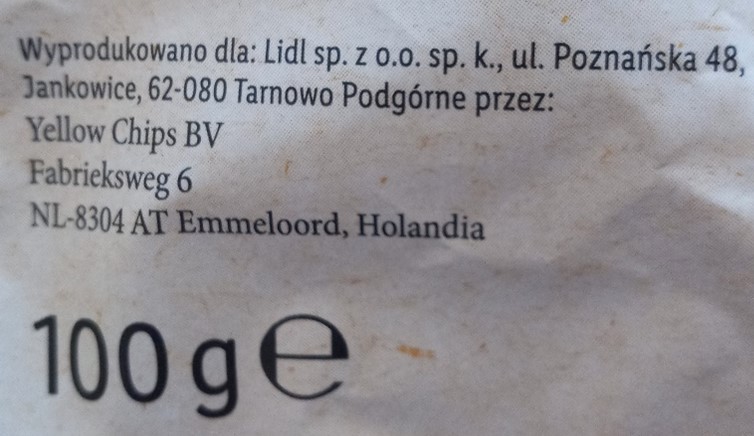 Wyprodukowano dla: Lidl sp. z o.o. sp. k., ul. Poznańska 48,
Jankowice, 62-080 Tarnowo Podgórne przez:
Yellow Chips BV
Fabrieksweg 6
NL-8304 AT Emmeloord, Holandia
100 g ℮